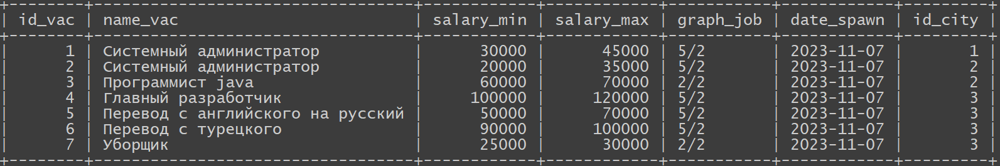 | id_vac | name_vac | salary_min | salary_max | graph_job | date_spawn | id_city |
| 1 | Системный администратор | 30000 | 45000 | 5/2 | 2023-11-07 | 1 |
| 2 | Системный администратор | 20000 | 35000 | 5/2 | 2023-11-07 | 2 |
| 3 | Программист java | 60000 | 70000 | 2/2 | 2023-11-07 | 2 |
| 4 | Главный разработчик | 100000 | 120000 | 5/2 | 2023-11-07 | 3 |
| 5 | Перевод с английского на русский | 50000 | 70000 | 5/2 | 2023-11-07 | 3 |
| 6 | Перевод с турецкого | 90000 | 100000 | 5/2 | 2023-11-07 | 3 |
| 7 | Уборщик | 25000 | 30000 | 2/2 | 2023-11-07 | 3 |